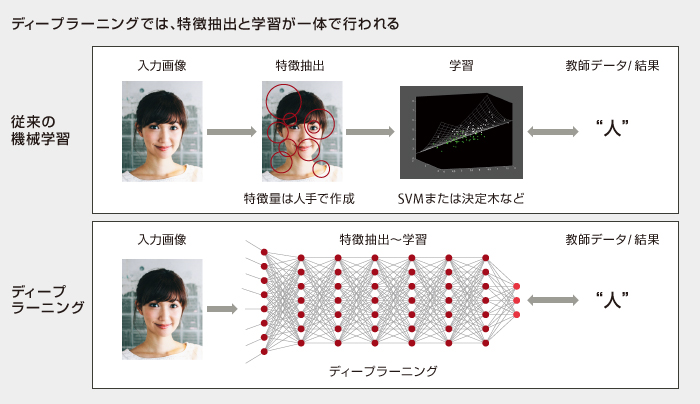 ディープラーニングでは、特徴抽出と学習が一体で行われる
従来の
機械学習
入力画像
特徴抽出
学習
教師データ/結果
“人”
特徴量は人手で作成
SVMまたは決定木など
ディープ
ラーニング
入力画像
特徴抽出〜学習
教師データ/結果
“人”
ディープラーニング